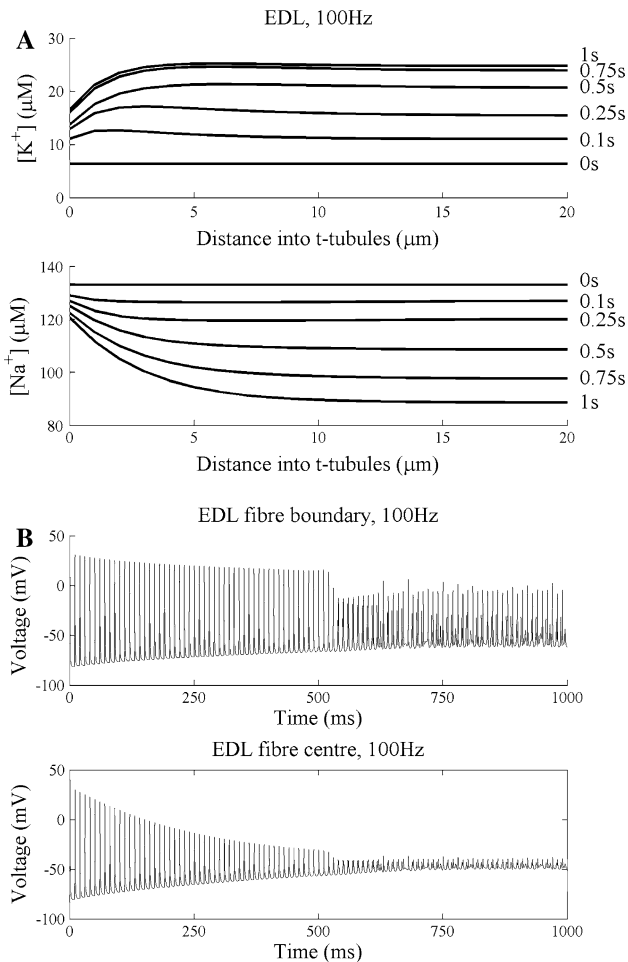 A
EDL, 100Hz
[K+] (µM)
30
20
10
0
0 5 10 15 20
Distance into t-tubules (µm)
1s
0.75s
0.5s
0.25s
0.1s
0s
[Na+] (µM)
140
120
100
80
0 5 10 15 20
Distance into t-tubules (µm)
0s
0.1s
0.25s
0.5s
0.75s
1s
B
EDL fibre boundary, 100Hz
Voltage (mV)
50
0
-50
-100
0 250 500 750 1000
Time (ms)
EDL fibre centre, 100Hz
Voltage (mV)
50
0
-50
-100
0 250 500 750 1000
Time (ms)